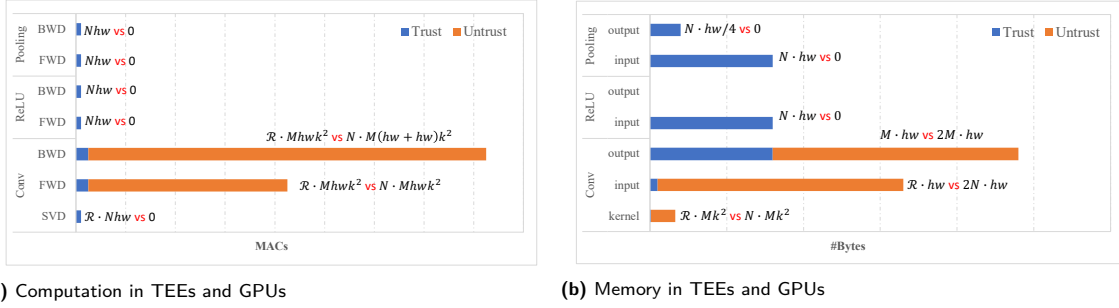 Pooling
BWD
Nhw vs 0
Trust
Untrust
FWD
Nhw vs 0
ReLU
BWD
Nhw vs 0
FWD
Nhw vs 0
ℛ · Mhwk² vs N · M(hw + hw)k²
Conv
BWD
FWD
ℛ · Mhwk² vs N · Mhwk²
SVD
ℛ · Nhw vs 0
MACs
) Computation in TEEs and GPUs
Pooling
output
N · hw/4 vs 0
Trust
Untrust
input
N · hw vs 0
ReLU
output
input
N · hw vs 0
M · hw vs 2M · hw
Conv
output
input
ℛ · hw vs 2N · hw
kernel
ℛ · Mk² vs N · Mk²
#Bytes
(b) Memory in TEEs and GPUs